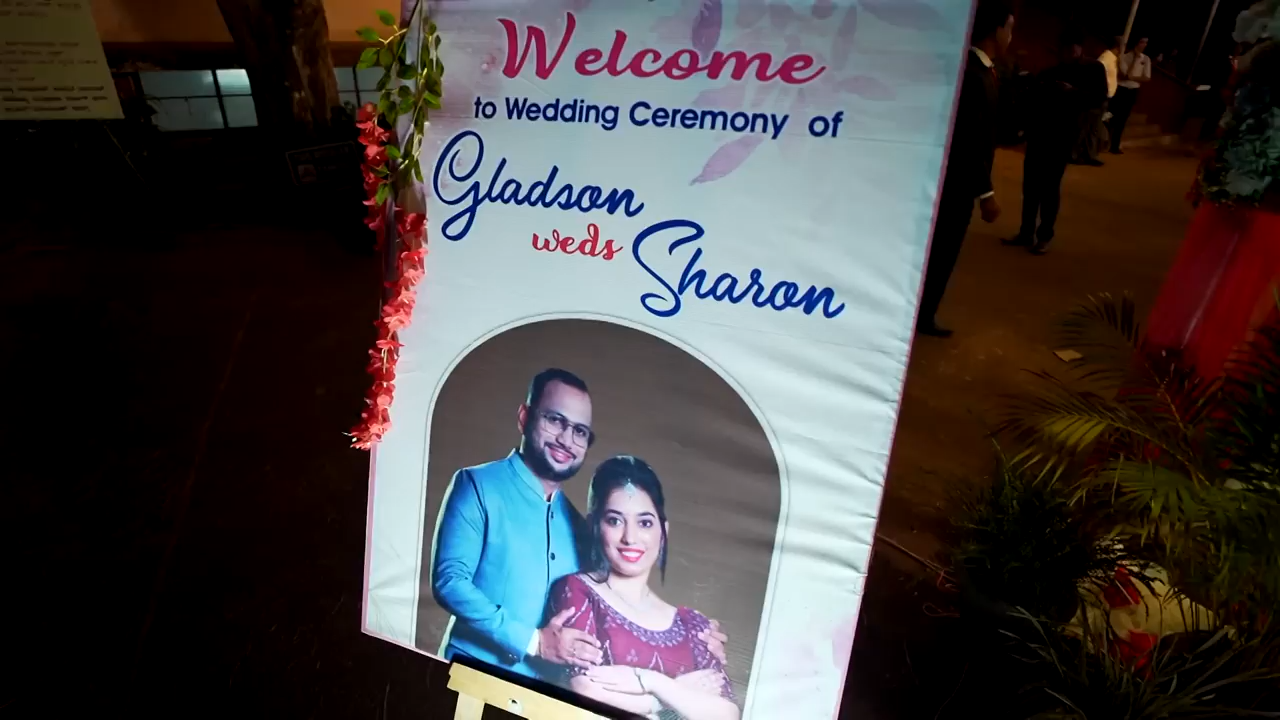 Welcome
to Wedding Ceremony of
Gladson
weds
Sharon